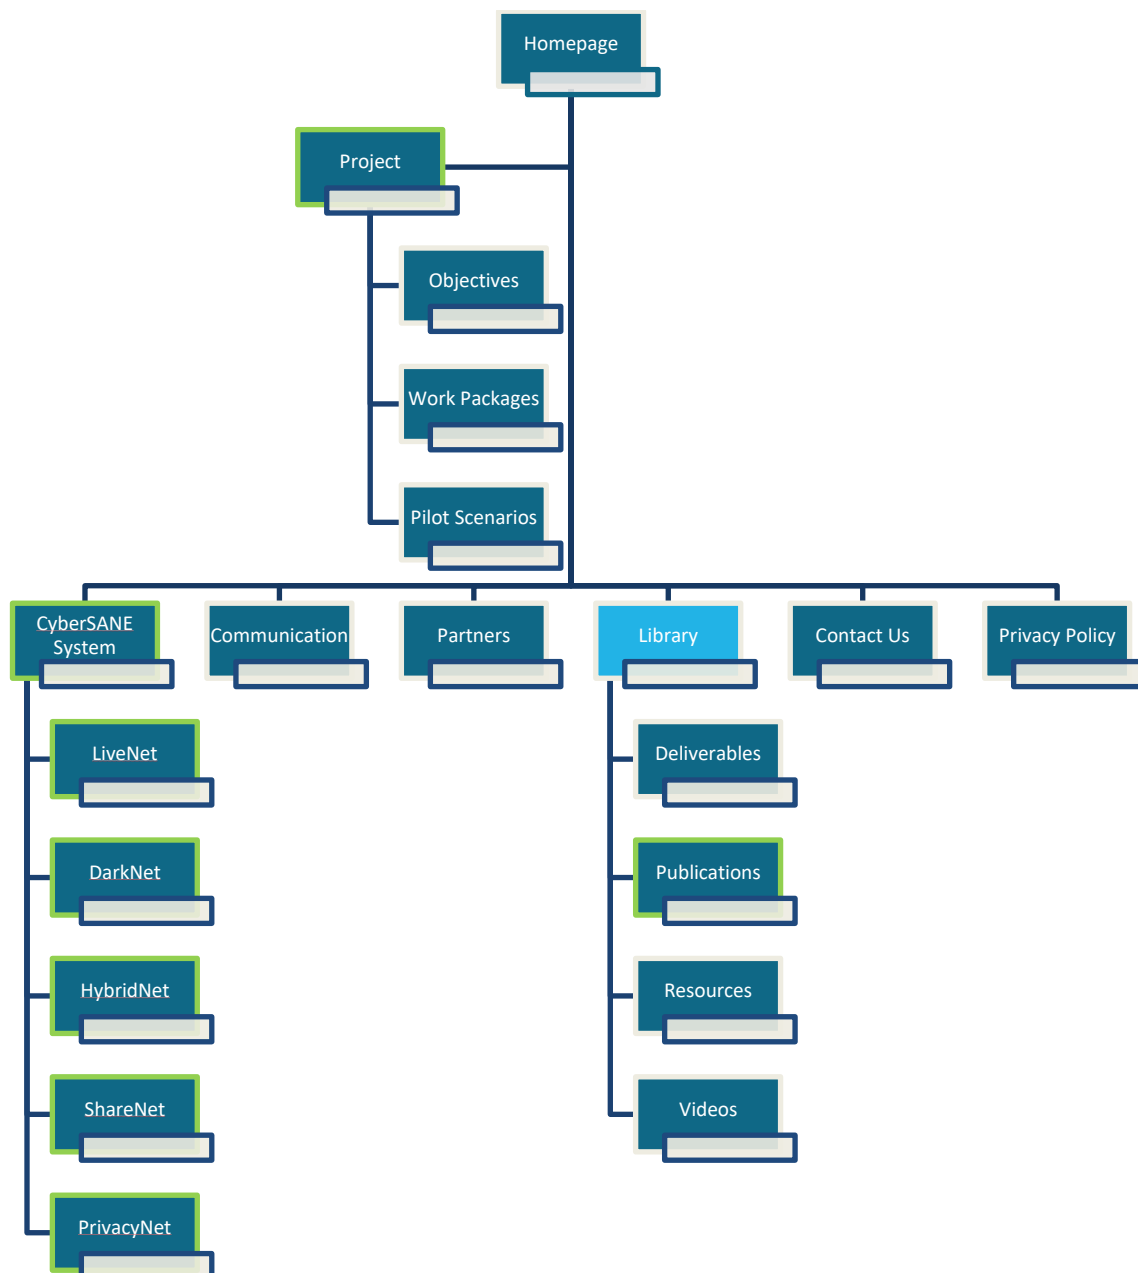 Homepage
Project
Objectives
Work Packages
Pilot Scenarios
CyberSANE
System
Communication
Partners
Library
Contact Us
Privacy Policy
LiveNet
DarkNet
HybridNet
ShareNet
PrivacyNet
Deliverables
Publications
Resources
Videos